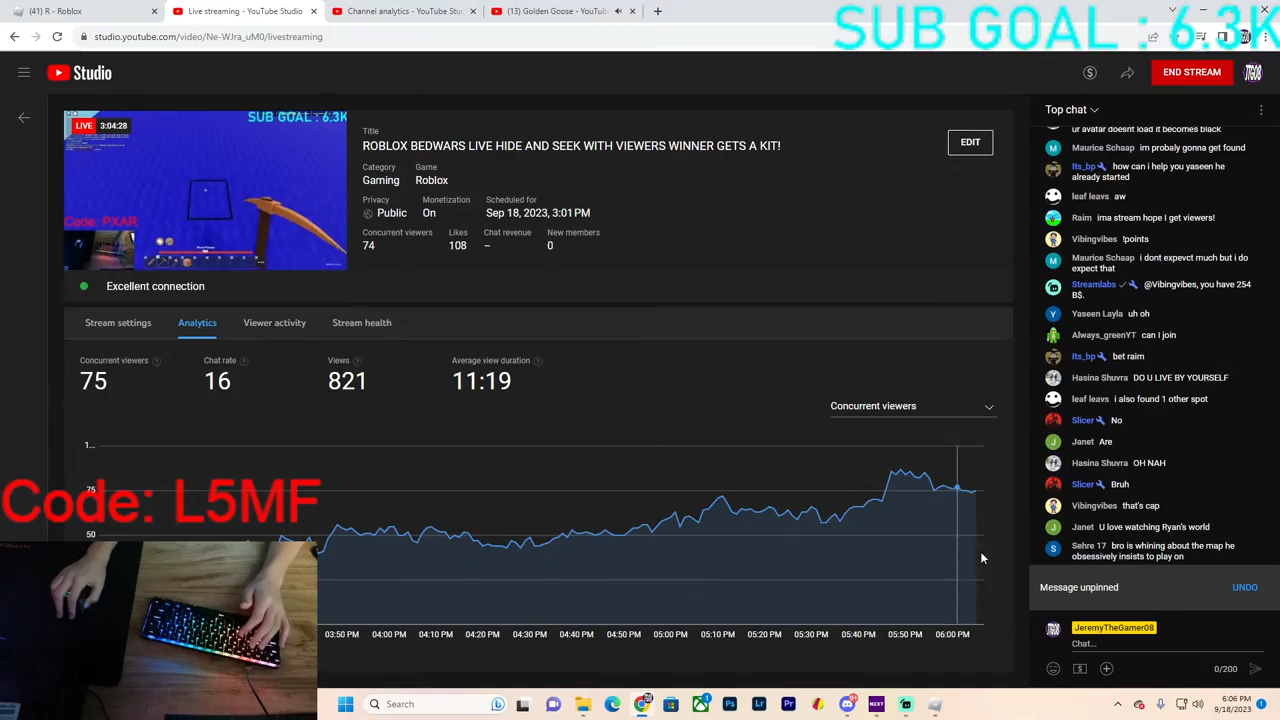 (41) R - Roblox
Live streaming - YouTube Studio
Channel analytics - YouTube Stu
(13) Golden Goose - YouTub
studio.youtube.com/video/Ne-WJra_uM0/livestreaming
SUB GOAL : 6.3K
Studio
END STREAM
LIVE 3:04:28
SUB GOAL : 6.3K
Code: PXAR
Title
ROBLOX BEDWARS LIVE HIDE AND SEEK WITH VIEWERS WINNER GETS A KIT!
EDIT
Category Game
Gaming Roblox
Privacy Monetization Scheduled for
Public On Sep 18, 2023, 3:01 PM
Concurrent viewers Likes Chat revenue New members
74 108 – 0
Excellent connection
Stream settings Analytics Viewer activity Stream health
Concurrent viewers Chat rate Views Average view duration
75 16 821 11:19
Concurrent viewers
1...
75
50
03:50 PM 04:00 PM 04:10 PM 04:20 PM 04:30 PM 04:40 PM 04:50 PM 05:00 PM 05:10 PM 05:20 PM 05:30 PM 05:40 PM 05:50 PM 06:00 PM
Code: L5MF
Top chat
ur avatar doesnt load it becomes black
Maurice Schaap im probaly gonna get found
Its_bp how can i help you yaseen he
already started
leaf leavs aw
Raim ima stream hope I get viewers!
Vibingvibes !points
Maurice Schaap i dont expevct much but i do
expect that
Streamlabs @Vibingvibes, you have 254
B$.
Yaseen Layla uh oh
Always_greenYT can I join
Its_bp bet raim
Hasina Shuvra DO U LIVE BY YOURSELF
leaf leavs i also found 1 other spot
Slicer No
Janet Are
Hasina Shuvra OH NAH
Slicer Bruh
Vibingvibes that's cap
Janet U love watching Ryan's world
Sehre 17 bro is whining about the map he
obsessively insists to play on
Message unpinned UNDO
JeremyTheGamer08
Chat...
0/200
Search
6:06 PM
9/18/2023